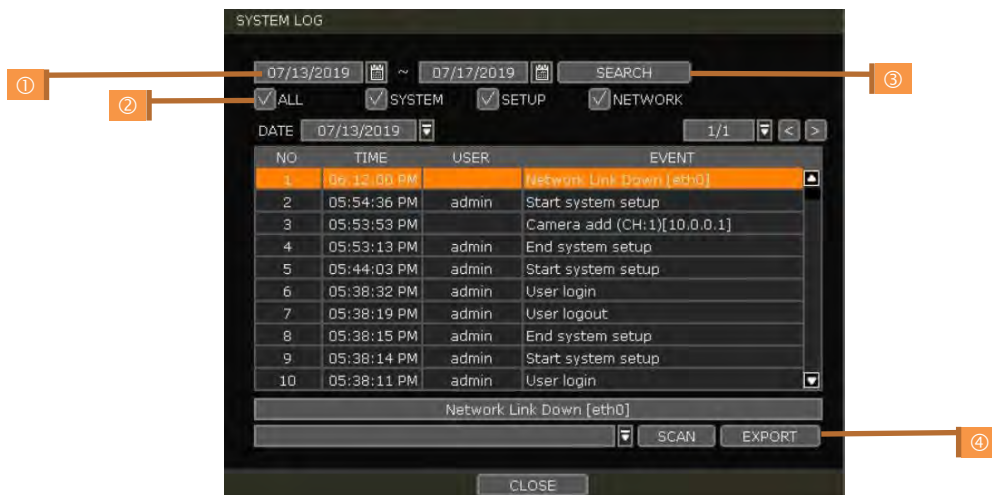 SYSTEM LOG
① 07/13/2019 ~ 07/17/2019 SEARCH ③
② ALL SYSTEM SETUP NETWORK
DATE 07/13/2019 1/1 < >
NO TIME USER EVENT
1 06:12:00 PM Network Link Down [eth0]
2 05:54:36 PM admin Start system setup
3 05:53:53 PM Camera add (CH:1)[10.0.0.1]
4 05:53:13 PM admin End system setup
5 05:44:03 PM admin Start system setup
6 05:38:32 PM admin User login
7 05:38:19 PM admin User logout
8 05:38:15 PM admin End system setup
9 05:38:14 PM admin Start system setup
10 05:38:11 PM admin User login
Network Link Down [eth0]
SCAN EXPORT ④
CLOSE